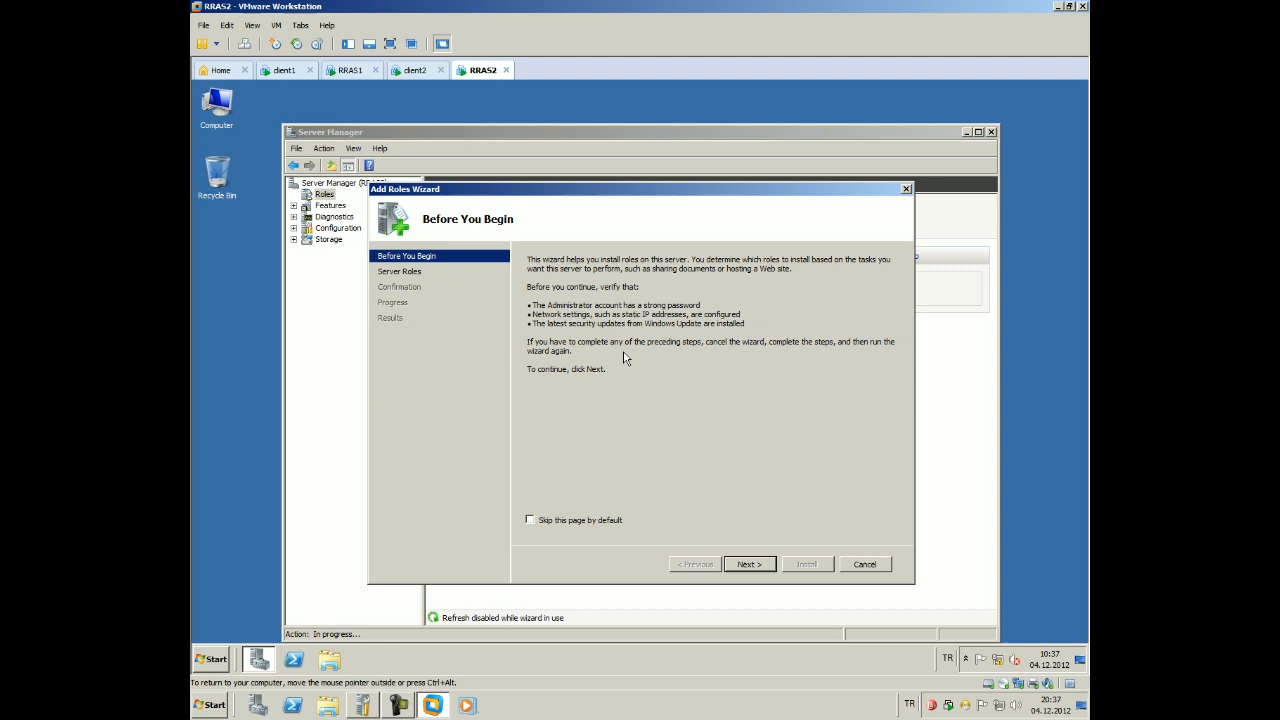 RRAS2 - VMware Workstation
File Edit View VM Tabs Help
Home client1 RRAS1 client2 RRAS2
Computer
Recycle Bin
Server Manager
File Action View Help
Server Manager
Roles
Features
Diagnostics
Configuration
Storage
Add Roles Wizard
Before You Begin
Before You Begin
Server Roles
Confirmation
Progress
Results
This wizard helps you install roles on this server. You determine which roles to install based on the tasks you
want this server to perform, such as sharing documents or hosting a Web site.
Before you continue, verify that:
• The Administrator account has a strong password
• Network settings, such as static IP addresses, are configured
• The latest security updates from Windows Update are installed
If you have to complete any of the preceding steps, cancel the wizard, complete the steps, and then run the
wizard again.
To continue, click Next.
Skip this page by default
< Previous Next > Install Cancel
Refresh disabled while wizard in use
Action: In progress...
Start TR 10:37
04.12.2012
To return to your computer, move the mouse pointer outside or press Ctrl+Alt.
Start TR 20:37
04.12.2012